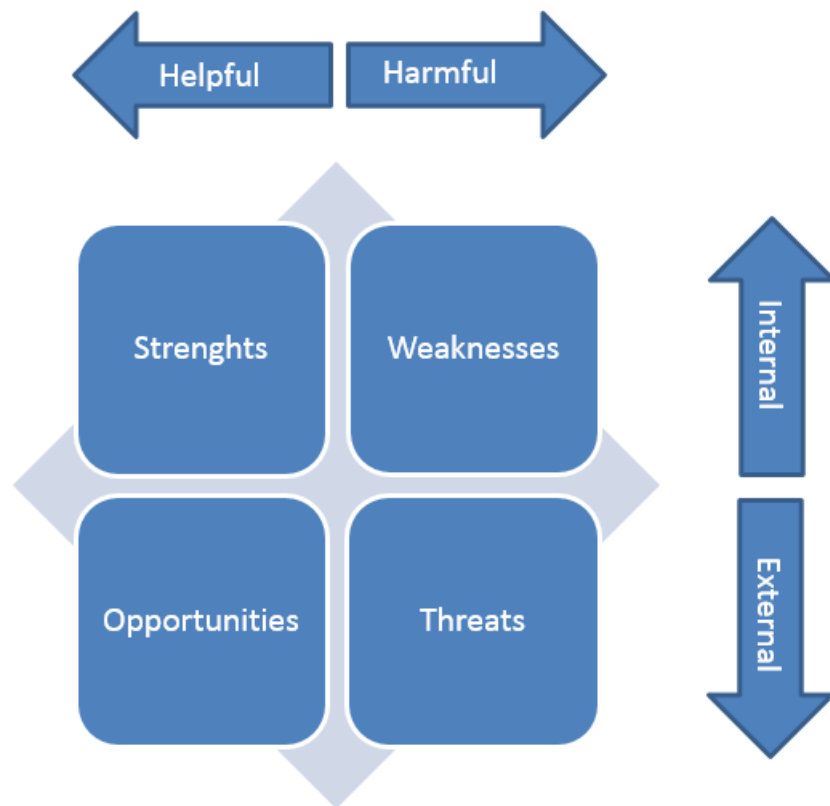 Helpful
Harmful
Strenghts
Weaknesses
Internal
Opportunities
Threats
External